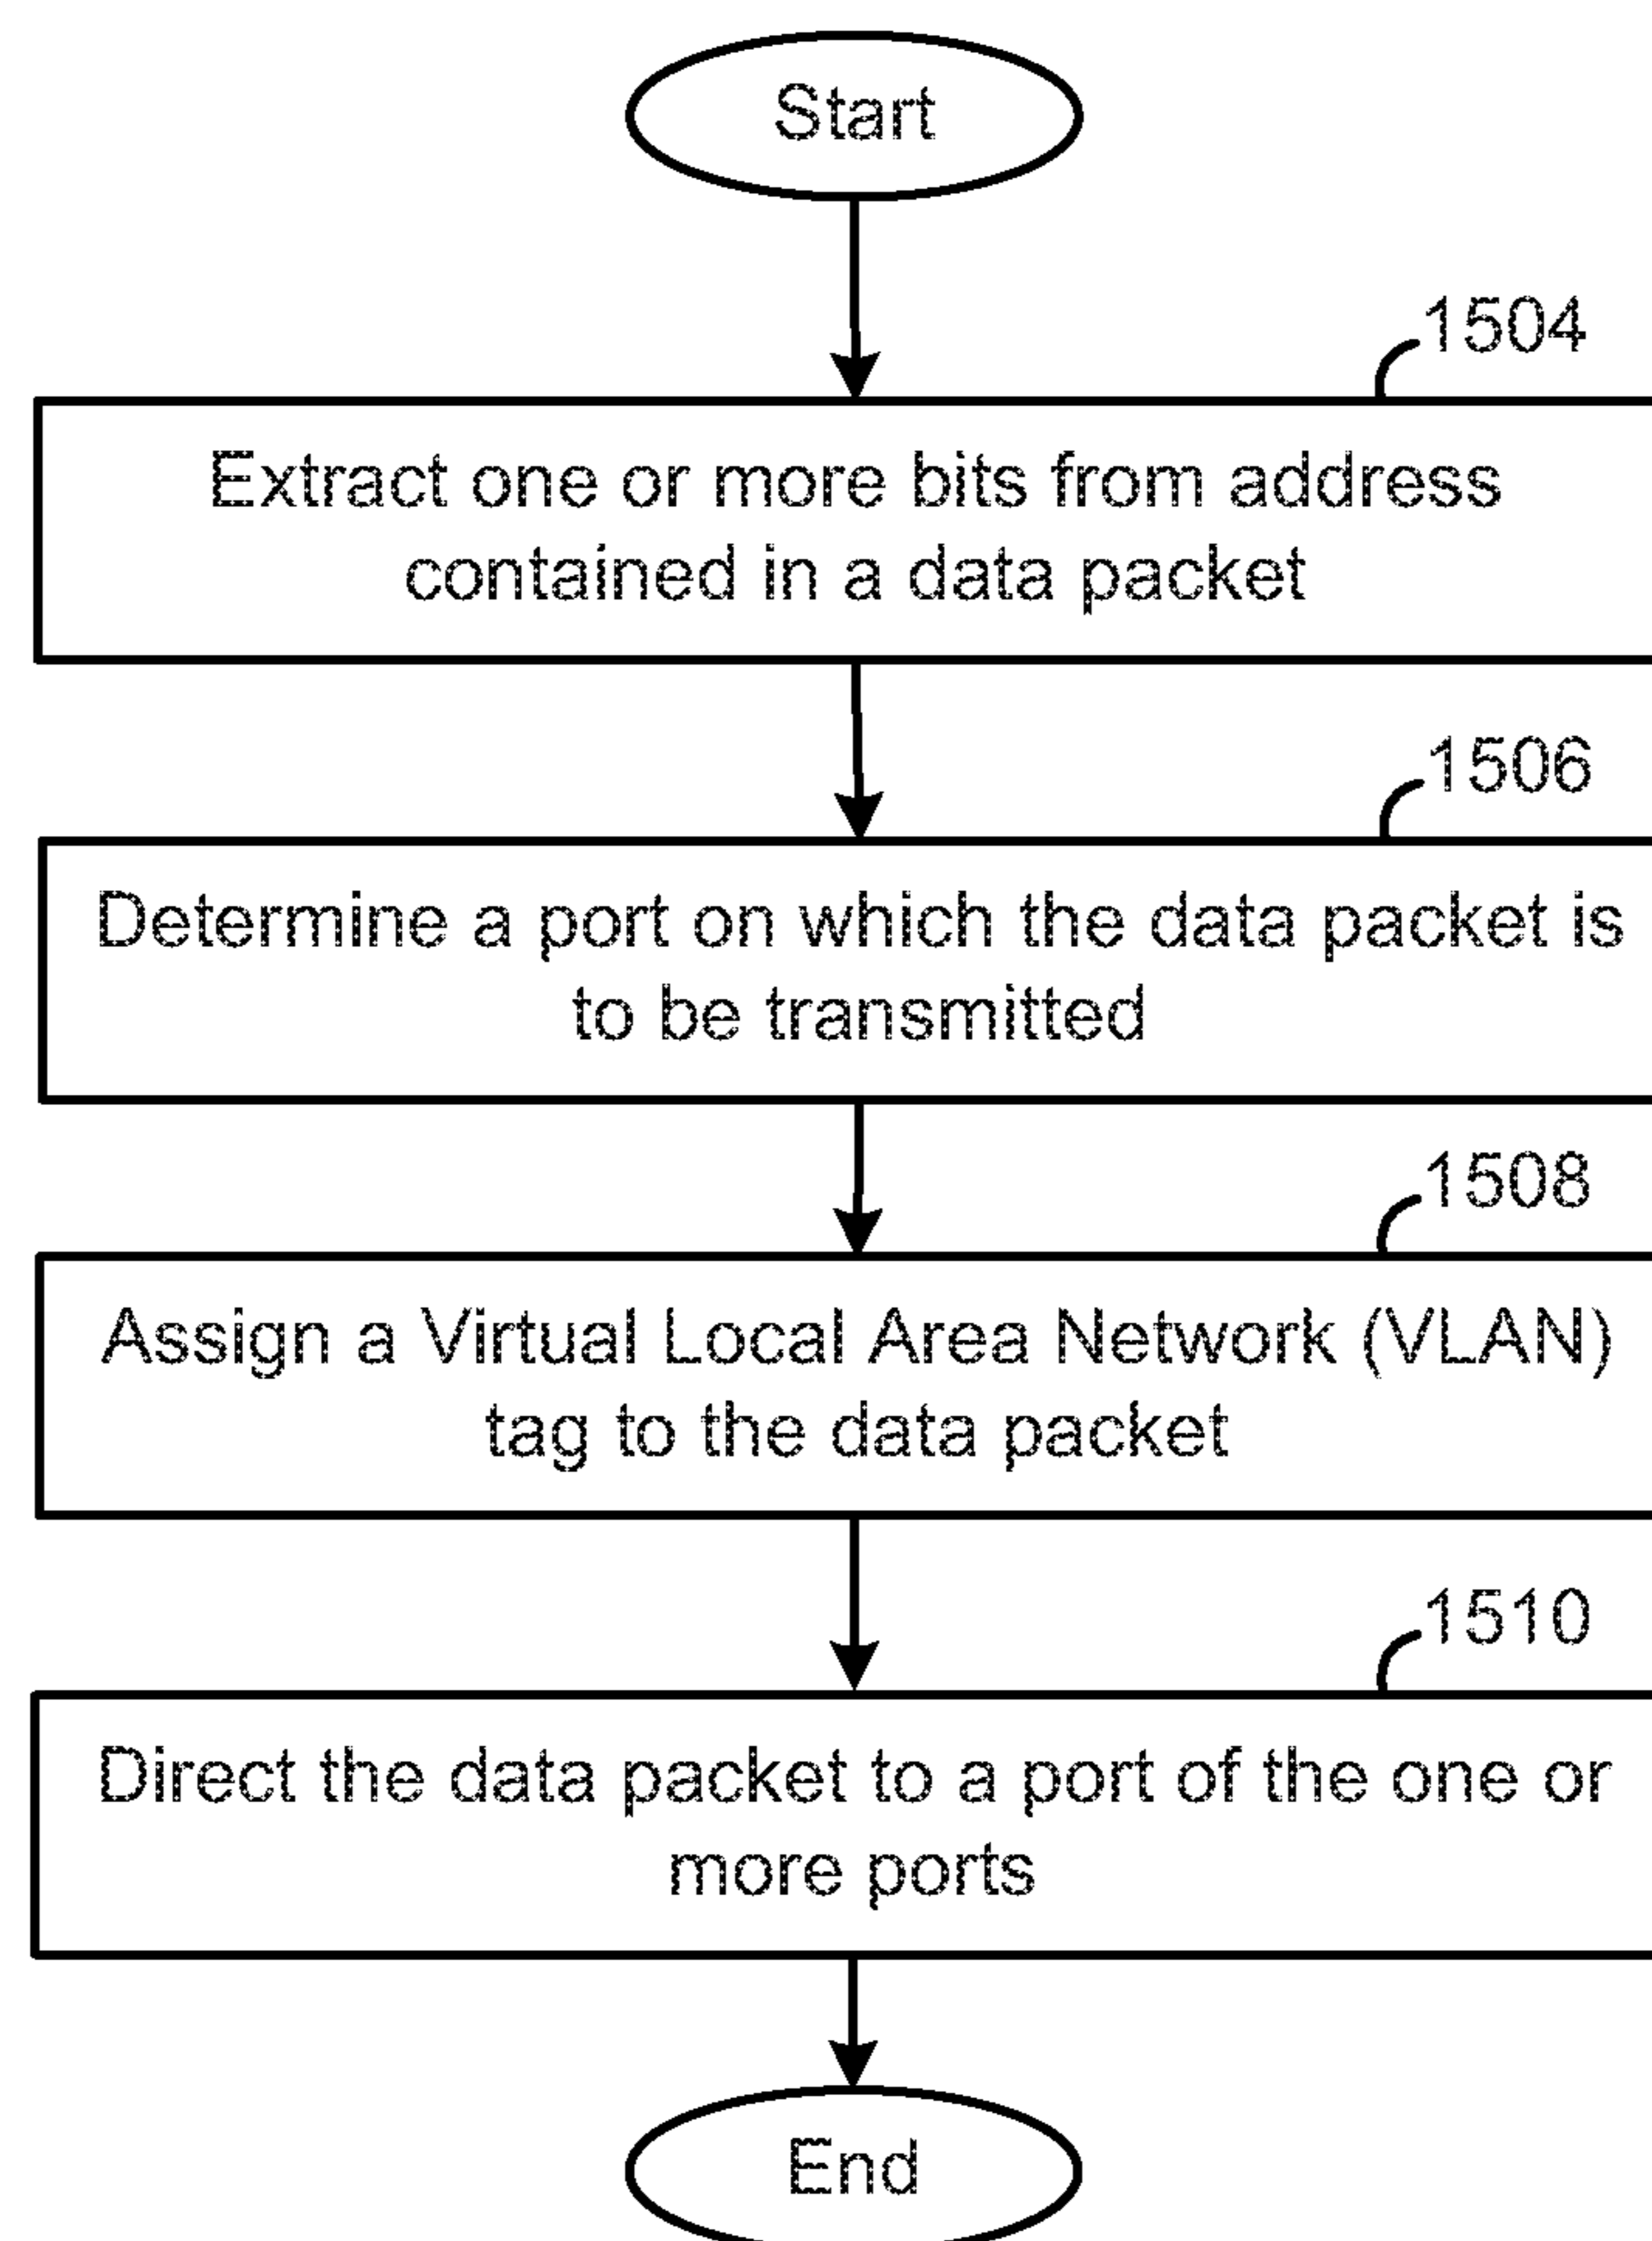 Start
1504
Extract one or more bits from address
contained in a data packet
1506
Determine a port on which the data packet is
to be transmitted
1508
Assign a Virtual Local Area Network (VLAN)
tag to the data packet
1510
Direct the data packet to a port of the one or
more ports
End